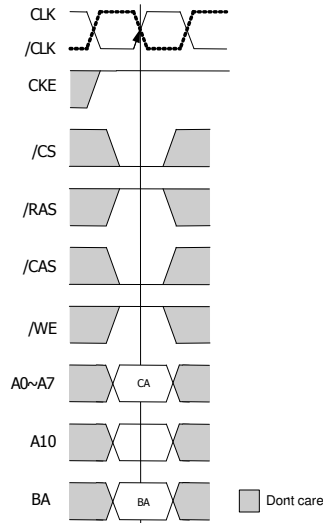 CLK
/CLK
CKE
/CS
/RAS
/CAS
/WE
A0~A7
CA
A10
BA
BA
Dont care